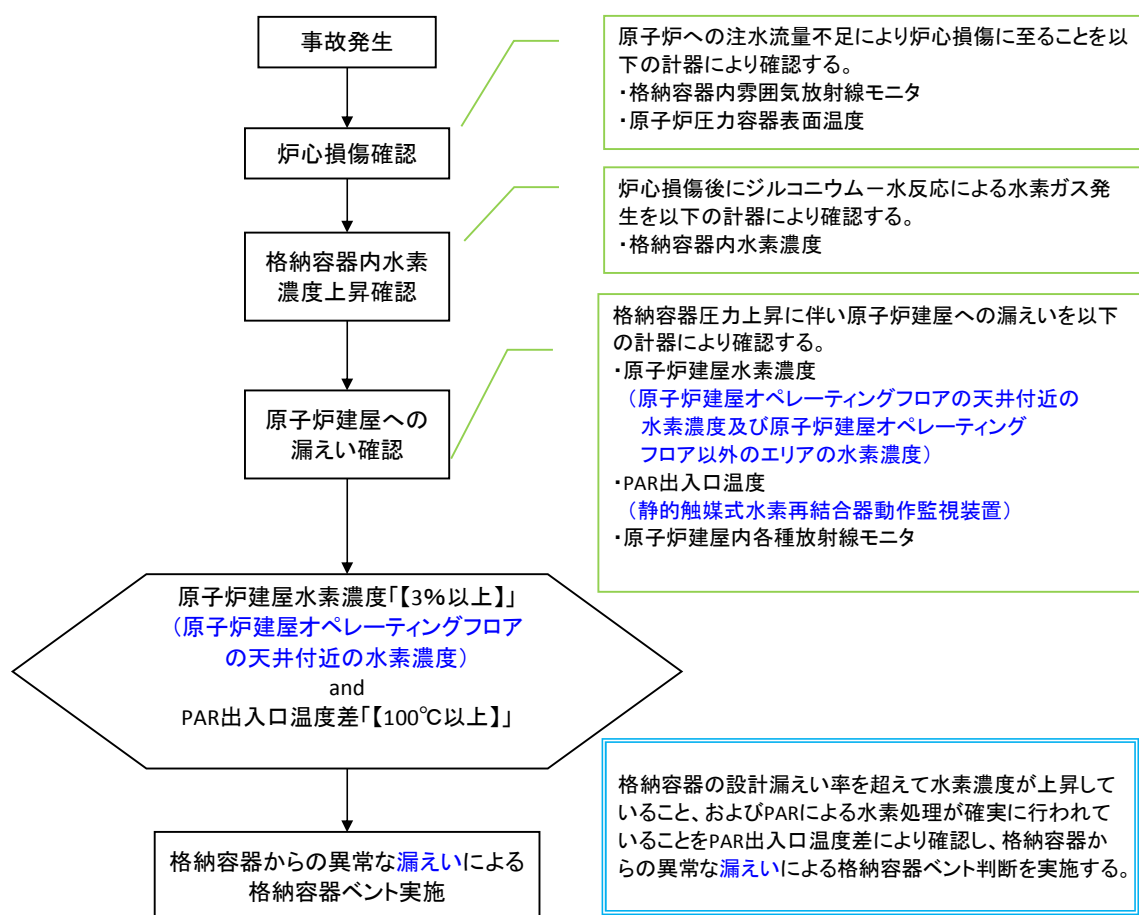 事故発生
原子炉への注水流量不足により炉心損傷に至ることを以
下の計器により確認する。
・格納容器内雰囲気放射線モニタ
・原子炉圧力容器表面温度
炉心損傷確認
炉心損傷後にジルコニウム－水反応による水素ガス発
生を以下の計器により確認する。
・格納容器内水素濃度
格納容器内水素
濃度上昇確認
格納容器圧力上昇に伴い原子炉建屋への漏えいを以下
の計器により確認する。
・原子炉建屋水素濃度
（原子炉建屋オペレーティングフロアの天井付近の
水素濃度及び原子炉建屋オペレーティング
フロア以外のエリアの水素濃度）
・PAR出入口温度
（静的触媒式水素再結合器動作監視装置）
・原子炉建屋内各種放射線モニタ
原子炉建屋への
漏えい確認
原子炉建屋水素濃度「【3%以上】」
（原子炉建屋オペレーティングフロア
の天井付近の水素濃度）
and
PAR出入口温度差「【100℃以上】」
格納容器の設計漏えい率を超えて水素濃度が上昇して
いること、およびPARによる水素処理が確実に行われて
いることをPAR出入口温度差により確認し、格納容器か
らの異常な漏えいによる格納容器ベント判断を実施する。
格納容器からの異常な漏えいによる
格納容器ベント実施